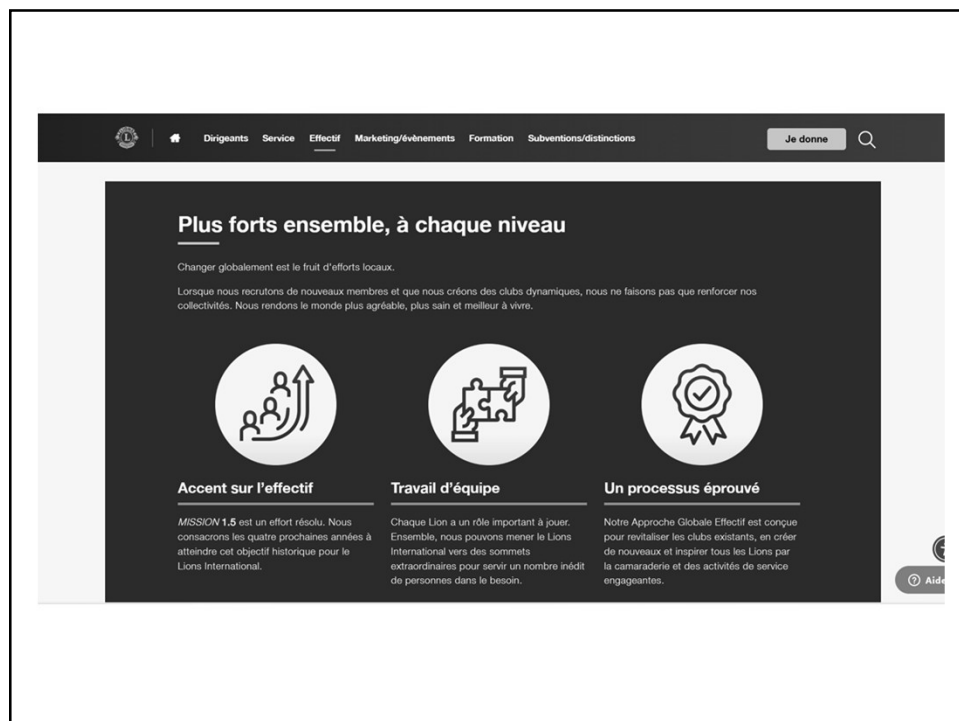 Dirigeants Service Effectif Marketing/évènements Formation Subventions/distinctions Je donne
Plus forts ensemble, à chaque niveau
Changer globalement est le fruit d'efforts locaux.
Lorsque nous recrutons de nouveaux membres et que nous créons des clubs dynamiques, nous ne faisons pas que renforcer nos
collectivités. Nous rendons le monde plus agréable, plus sain et meilleur à vivre.
Accent sur l'effectif
MISSION 1.5 est un effort résolu. Nous
consacrons les quatre prochaines années à
atteindre cet objectif historique pour le
Lions International.
Travail d'équipe
Chaque Lion a un rôle important à jouer.
Ensemble, nous pouvons mener le Lions
International vers des sommets
extraordinaires pour servir un nombre inédit
de personnes dans le besoin.
Un processus éprouvé
Notre Approche Globale Effectif est conçue
pour revitaliser les clubs existants, en créer
de nouveaux et inspirer tous les Lions par
la camaraderie et des activités de service
engageantes.
Aide